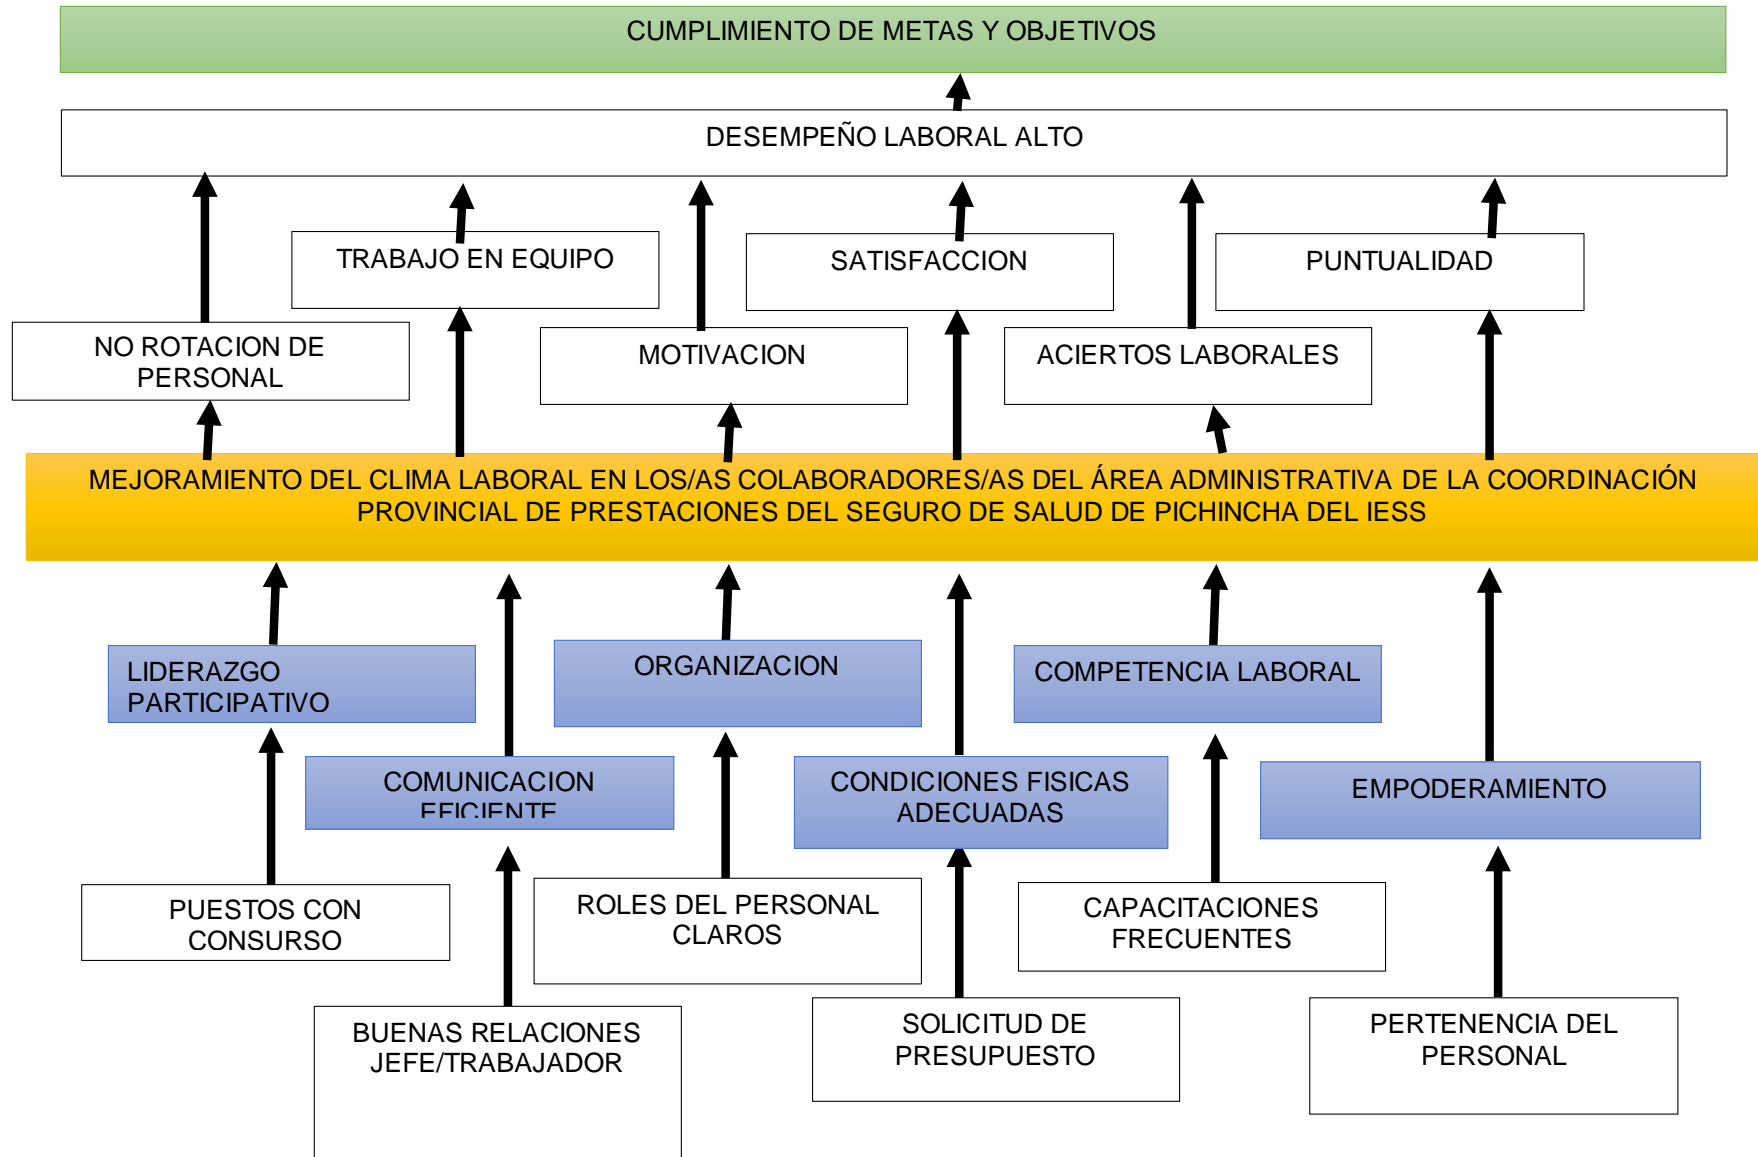 CUMPLIMIENTO DE METAS Y OBJETIVOS
DESEMPEÑO LABORAL ALTO
TRABAJO EN EQUIPO
SATISFACCION
PUNTUALIDAD
NO ROTACION DE
PERSONAL
MOTIVACION
ACIERTOS LABORALES
MEJORAMIENTO DEL CLIMA LABORAL EN LOS/AS COLABORADORES/AS DEL ÁREA ADMINISTRATIVA DE LA COORDINACIÓN
PROVINCIAL DE PRESTACIONES DEL SEGURO DE SALUD DE PICHINCHA DEL IESS
LIDERAZGO
PARTICIPATIVO
ORGANIZACION
COMPETENCIA LABORAL
COMUNICACION
EFICIENTE
CONDICIONES FISICAS
ADECUADAS
EMPODERAMIENTO
PUESTOS CON
CONSURSO
ROLES DEL PERSONAL
CLAROS
CAPACITACIONES
FRECUENTES
BUENAS RELACIONES
JEFE/TRABAJADOR
SOLICITUD DE
PRESUPUESTO
PERTENENCIA DEL
PERSONAL